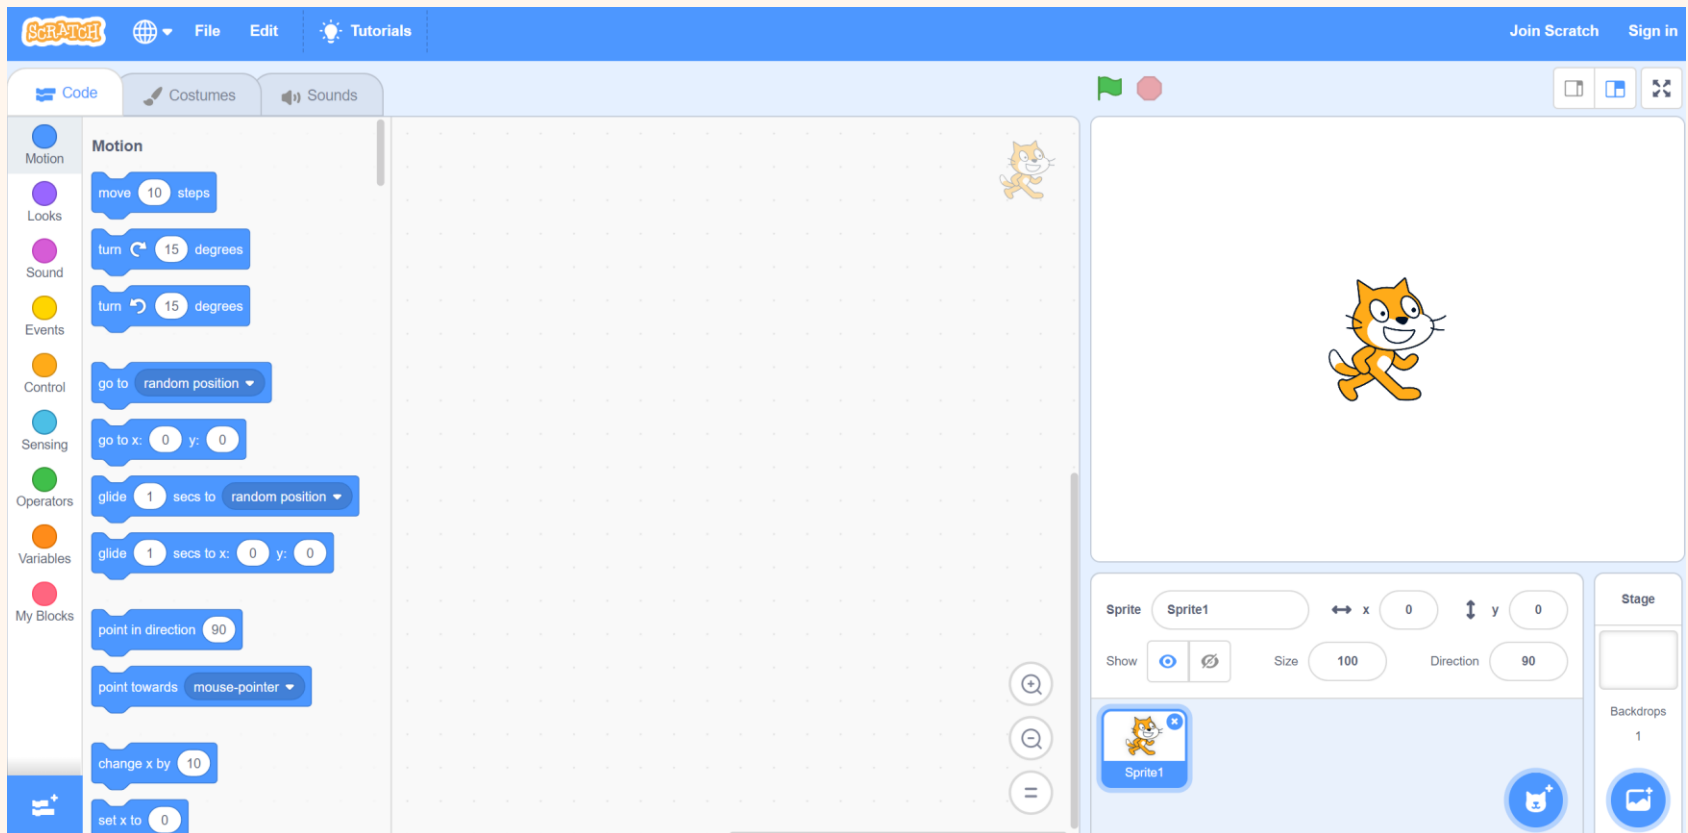 SCRATCH File Edit Tutorials Join Scratch Sign in
Code Costumes Sounds
Motion
Looks
Sound
Events
Control
Sensing
Operators
Variables
My Blocks
Motion
move 10 steps
turn 15 degrees
turn 15 degrees
go to random position
go to x: 0 y: 0
glide 1 secs to random position
glide 1 secs to x: 0 y: 0
point in direction 90
point towards mouse-pointer
change x by 10
set x to 0
Sprite Sprite1 x 0 y 0
Show Size 100 Direction 90
Sprite1
Stage
Backdrops
1